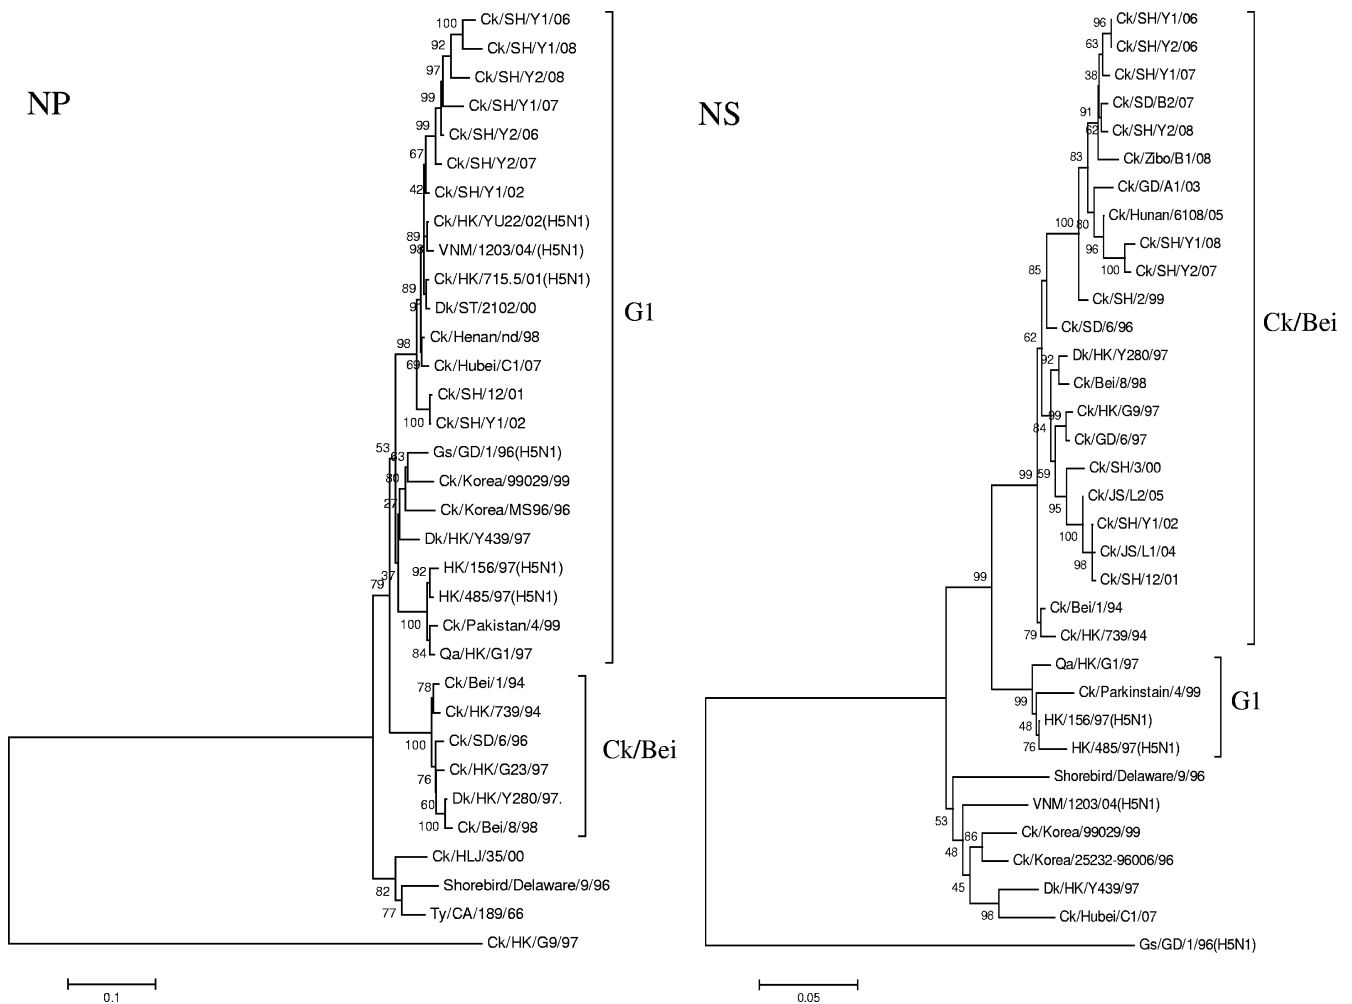 NP
100
Ck/SH/Y1/06
92
Ck/SH/Y1/08
97
Ck/SH/Y2/08
99
Ck/SH/Y1/07
99
Ck/SH/Y2/06
67
Ck/SH/Y2/07
42
Ck/SH/Y1/02
Ck/HK/YU22/02(H5N1)
89
98
VNM/1203/04/(H5N1)
Ck/HK/715.5/01(H5N1)
89
9
Dk/ST/2102/00
G1
Ck/Henan/nd/98
98
69
Ck/Hubei/C1/07
Ck/SH/12/01
100
Ck/SH/Y1/02
53
63
Gs/GD/1/96(H5N1)
80
Ck/Korea/99029/99
27
Ck/Korea/MS96/96
Dk/HK/Y439/97
37
92
HK/156/97(H5N1)
79
HK/485/97(H5N1)
100
Ck/Pakistan/4/99
84
Qa/HK/G1/97
78
Ck/Bei/1/94
Ck/HK/739/94
100
Ck/SD/6/96
Ck/Bei
76
Ck/HK/G23/97
60
Dk/HK/Y280/97.
100
Ck/Bei/8/98
Ck/HLJ/35/00
82
Shorebird/Delaware/9/96
77
Ty/CA/189/66
Ck/HK/G9/97
0.1
NS
96
Ck/SH/Y1/06
63
Ck/SH/Y2/06
38
Ck/SH/Y1/07
91
Ck/SD/B2/07
62
Ck/SH/Y2/08
83
Ck/Zibo/B1/08
Ck/GD/A1/03
100
80
Ck/Hunan/6108/05
96
Ck/SH/Y1/08
100
Ck/SH/Y2/07
85
Ck/SH/2/99
Ck/SD/6/96
Ck/Bei
62
92
Dk/HK/Y280/97
Ck/Bei/8/98
99
Ck/HK/G9/97
84
Ck/GD/6/97
99
59
Ck/SH/3/00
95
Ck/JS/L2/05
100
Ck/SH/Y1/02
98
Ck/JS/L1/04
Ck/SH/12/01
99
Ck/Bei/1/94
79
Ck/HK/739/94
Qa/HK/G1/97
99
Ck/Parkinstain/4/99
G1
48
HK/156/97(H5N1)
76
HK/485/97(H5N1)
Shorebird/Delaware/9/96
53
VNM/1203/04(H5N1)
86
Ck/Korea/99029/99
48
Ck/Korea/25232-96006/96
45
Dk/HK/Y439/97
98
Ck/Hubei/C1/07
Gs/GD/1/96(H5N1)
0.05